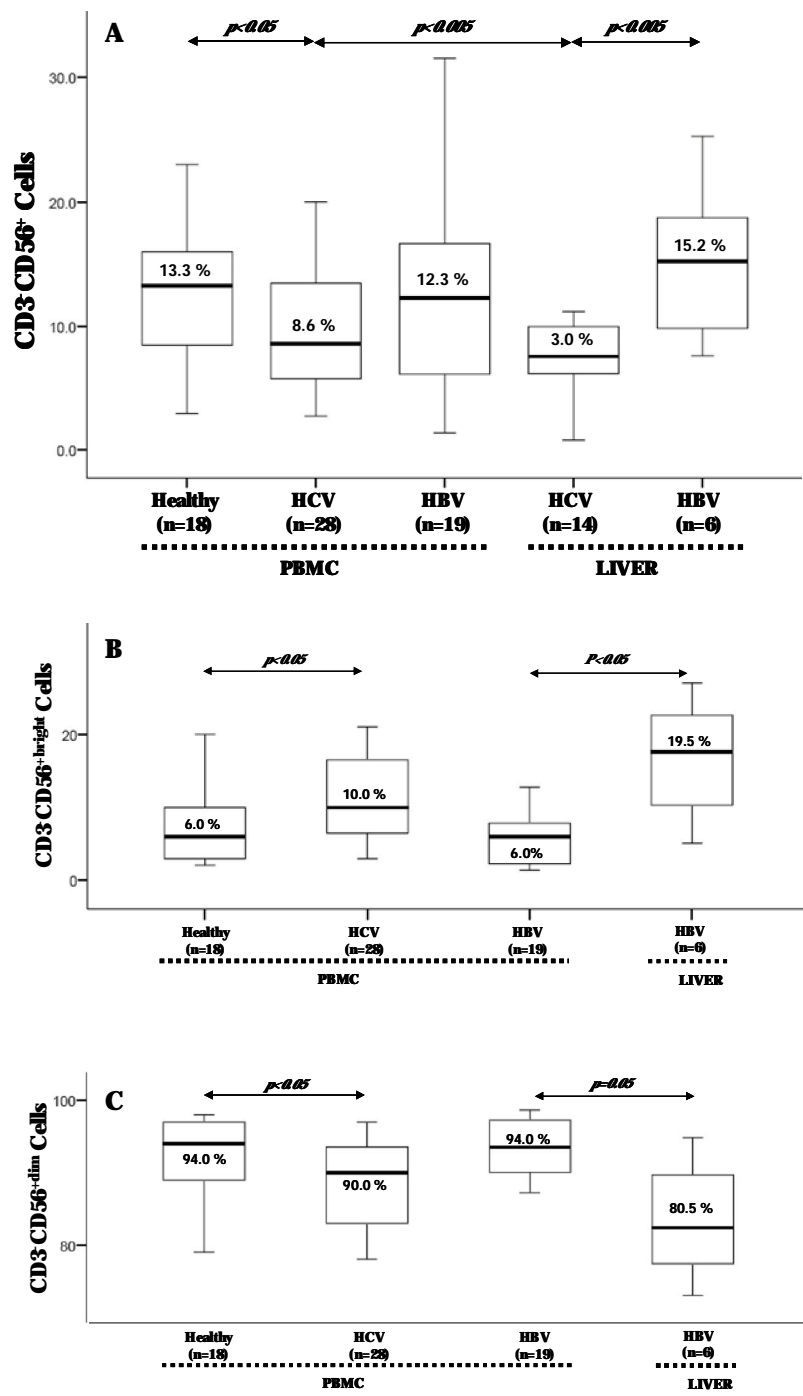 A
p<0.05 p<0.005 p<0.005
30.0
20.0
10.0
0.0
CD3-CD56+ Cells
13.3 %
8.6 %
12.3 %
3.0 %
15.2 %
Healthy HCV HBV HCV HBV
(n=18) (n=28) (n=19) (n=14) (n=6)
PBMC LIVER
B
p<0.05 P<0.05
20
0
CD3-CD56+bright Cells
6.0 %
10.0 %
6.0%
19.5 %
Healthy HCV HBV HBV
(n=18) (n=28) (n=19) (n=6)
PBMC LIVER
C
p<0.05 p=0.05
100
80
CD3-CD56+dim Cells
94.0 %
90.0 %
94.0 %
80.5 %
Healthy HCV HBV HBV
(n=18) (n=28) (n=19) (n=6)
PBMC LIVER